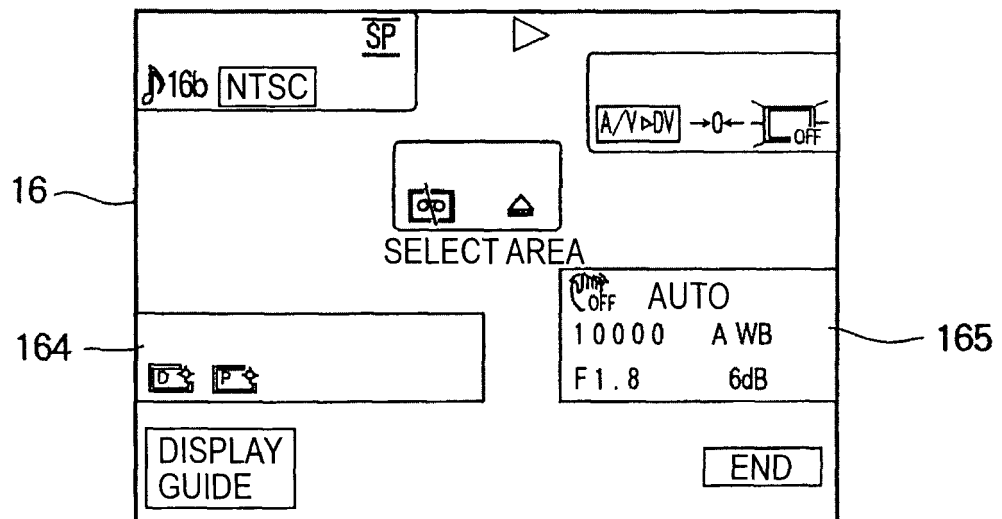 SP
16b NTSC
A/V▷DV →0← OFF
16
SELECT AREA
OFF AUTO
10000 A WB
164
165
D P
F1.8 6dB
DISPLAY
GUIDE
END